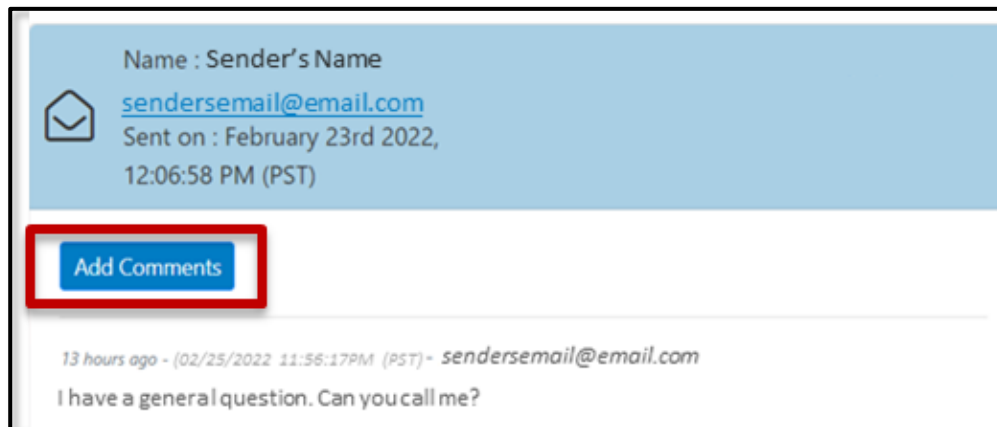 Name : Sender's Name
sendersemail@email.com
Sent on : February 23rd 2022,
12:06:58 PM (PST)
Add Comments
13 hours ago - (02/25/2022 11:56:17PM (PST) - sendersemail@email.com
I have a general question. Can you call me?